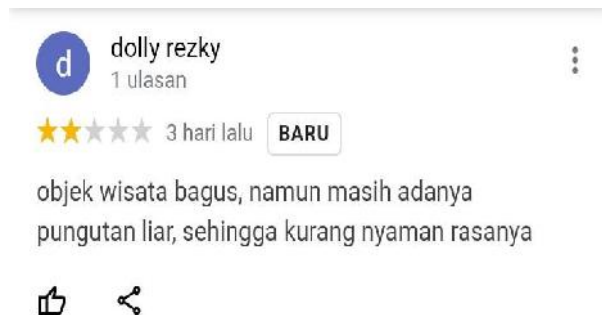 d
dolly rezky
1 ulasan
3 hari lalu BARU
objek wisata bagus, namun masih adanya
pungutan liar, sehingga kurang nyaman rasanya